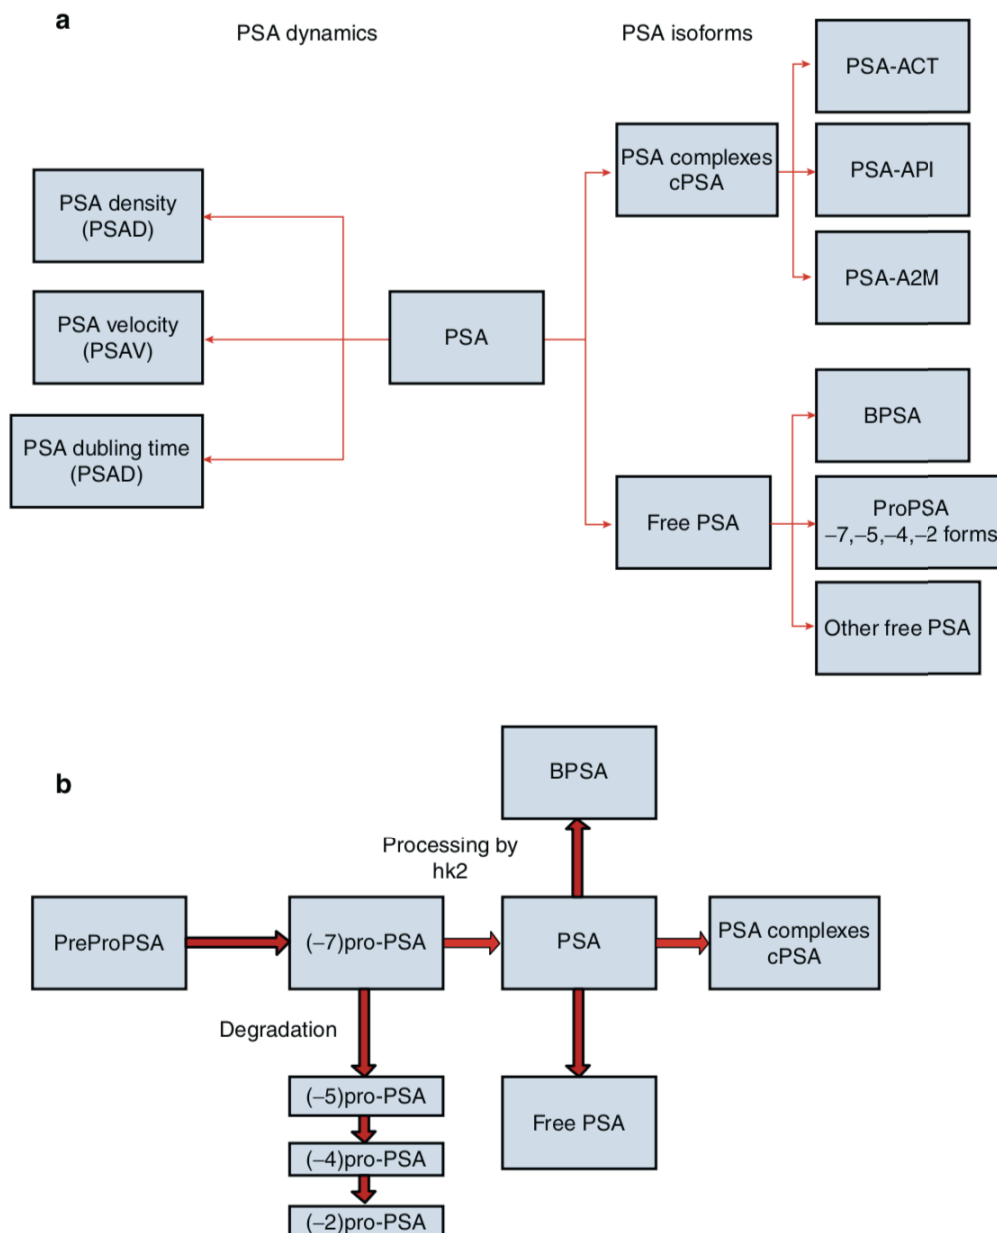 a
PSA dynamics
PSA isoforms
PSA-ACT
PSA complexes
cPSA
PSA-API
PSA-A2M
PSA density
(PSAD)
PSA velocity
(PSAV)
PSA dubling time
(PSAD)
PSA
BPSA
Free PSA
ProPSA
–7,–5,–4,–2 forms
Other free PSA
b
BPSA
Processing by
hk2
PreProPSA
(–7)pro-PSA
PSA
PSA complexes
cPSA
Degradation
(–5)pro-PSA
(–4)pro-PSA
(–2)pro-PSA
Free PSA